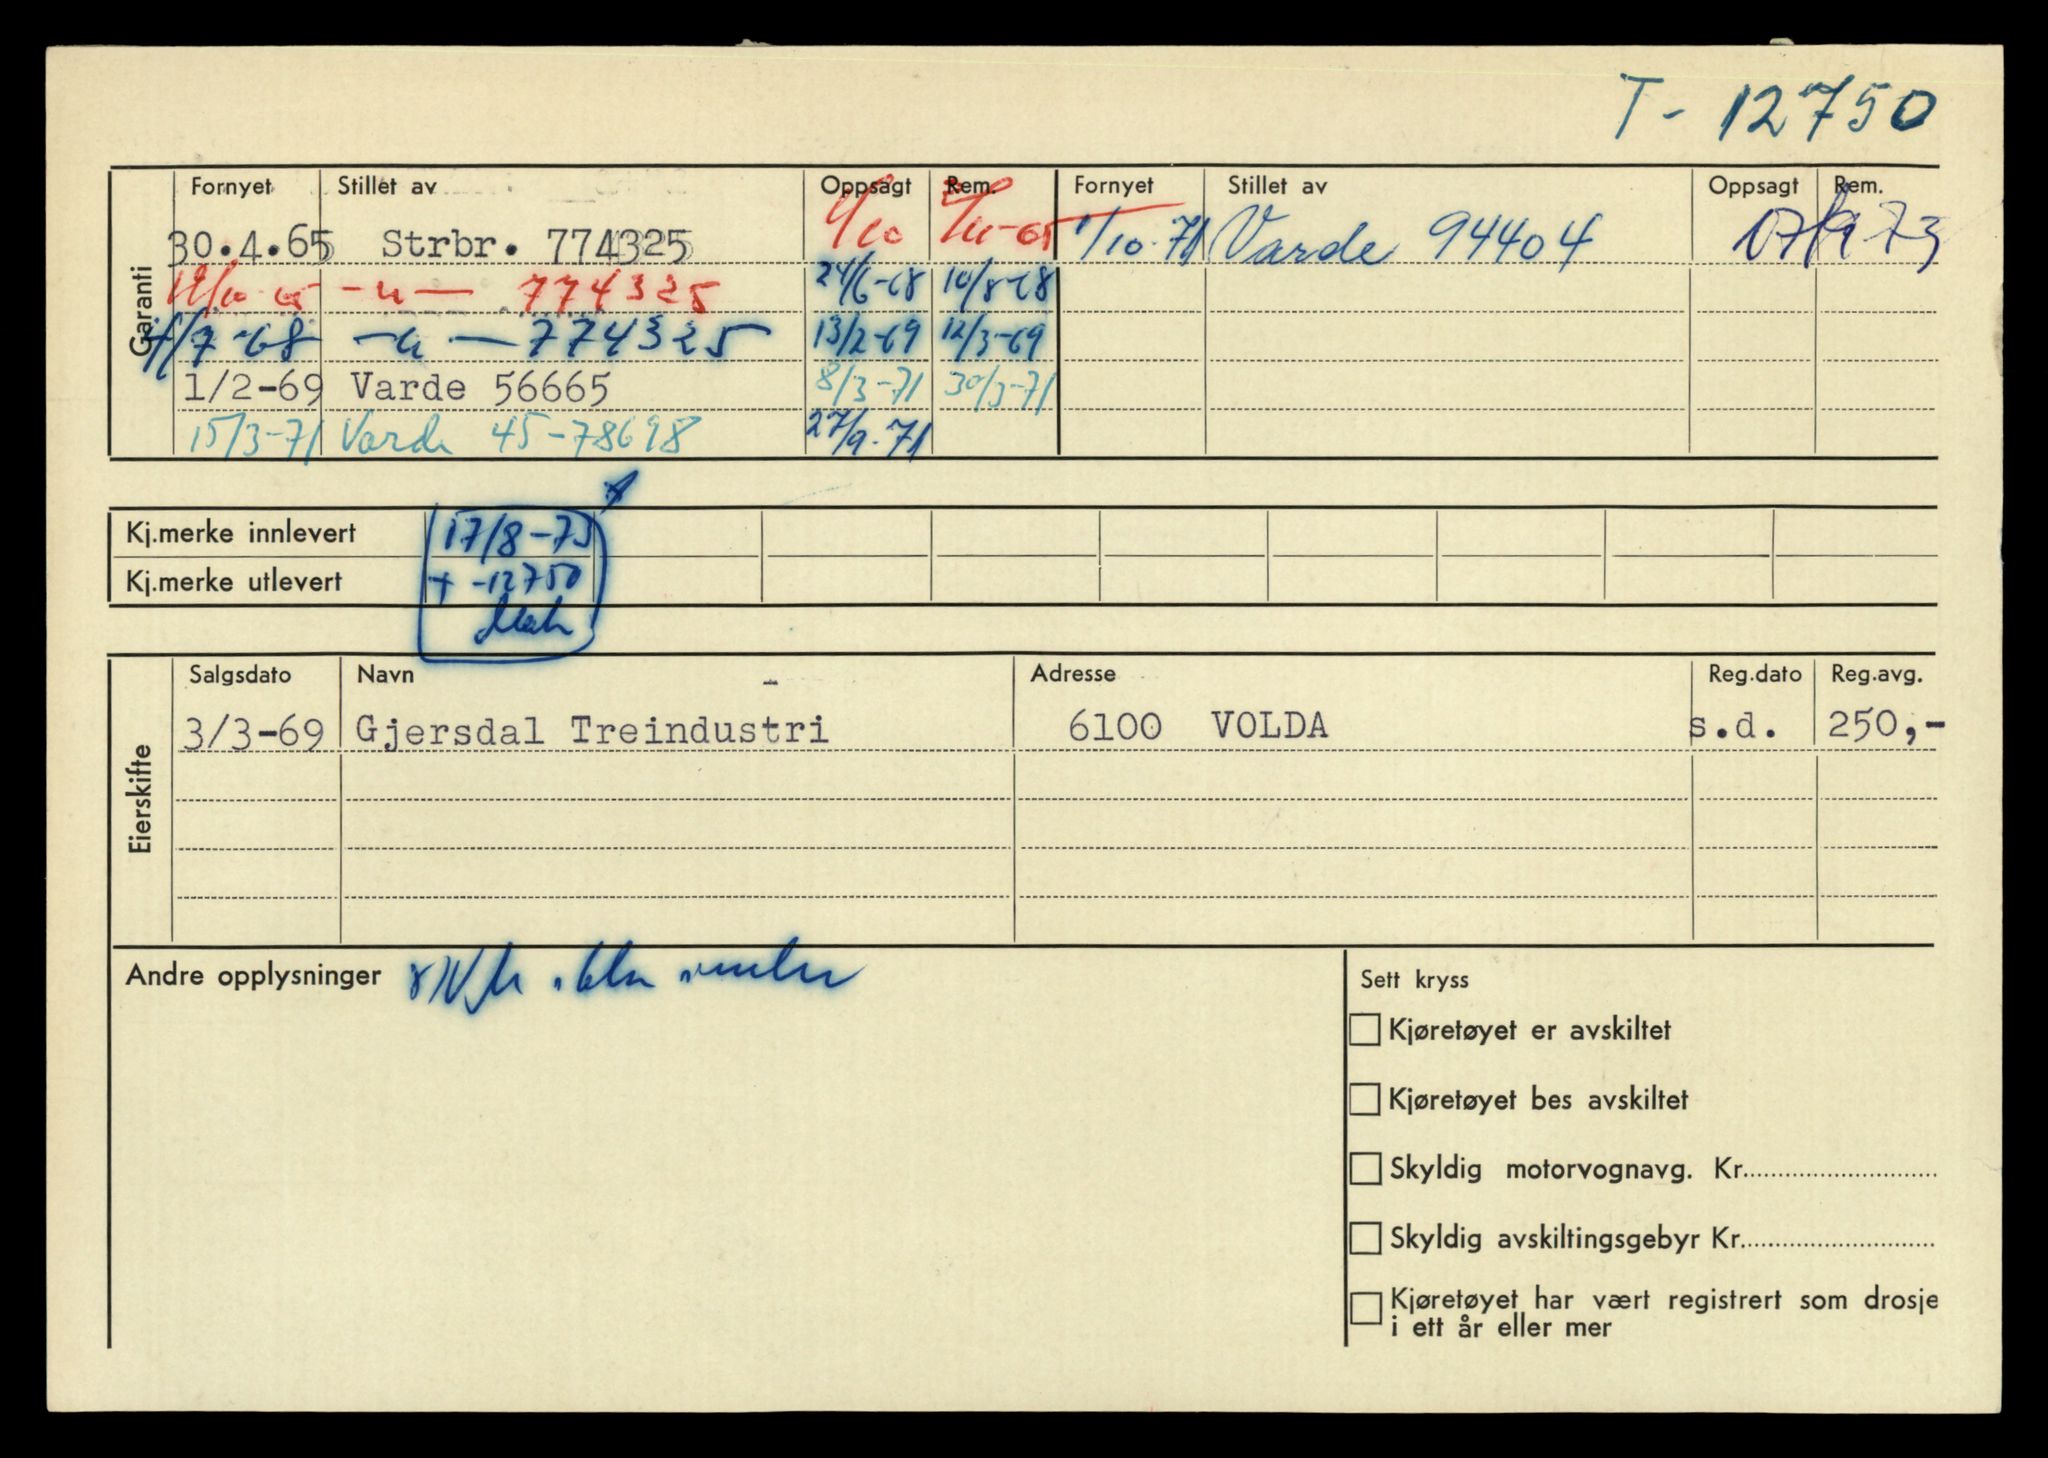 T- 12750
Garanti
Fornyet Stillet av Oppsagt Rem. Fornyet Stillet av Oppsagt Rem.
30.4.65 Strbr. 774325 1/10-71 Varde 94404
-"- 774325 24/6-68 10/8-68
1/7-68 -"- 774325 13/2-69 12/3-69
1/2-69 Varde 56665 8/3-71 30/3-71
15/3-71 Varde 45-78698 27/9-71
Kj.merke innlevert 17/8-73
Kj.merke utlevert -12750
Eierskifte
Salgsdato Navn Adresse Reg.dato Reg.avg.
3/3-69 Gjersdal Treindustri 6100 VOLDA s.d. 250,-
Andre opplysninger
Sett kryss
Kjøretøyet er avskiltet
Kjøretøyet bes avskiltet
Skyldig motorvognavg. Kr.
Skyldig avskiltingsgebyr Kr.
Kjøretøyet har vært registrert som drosje
i ett år eller mer